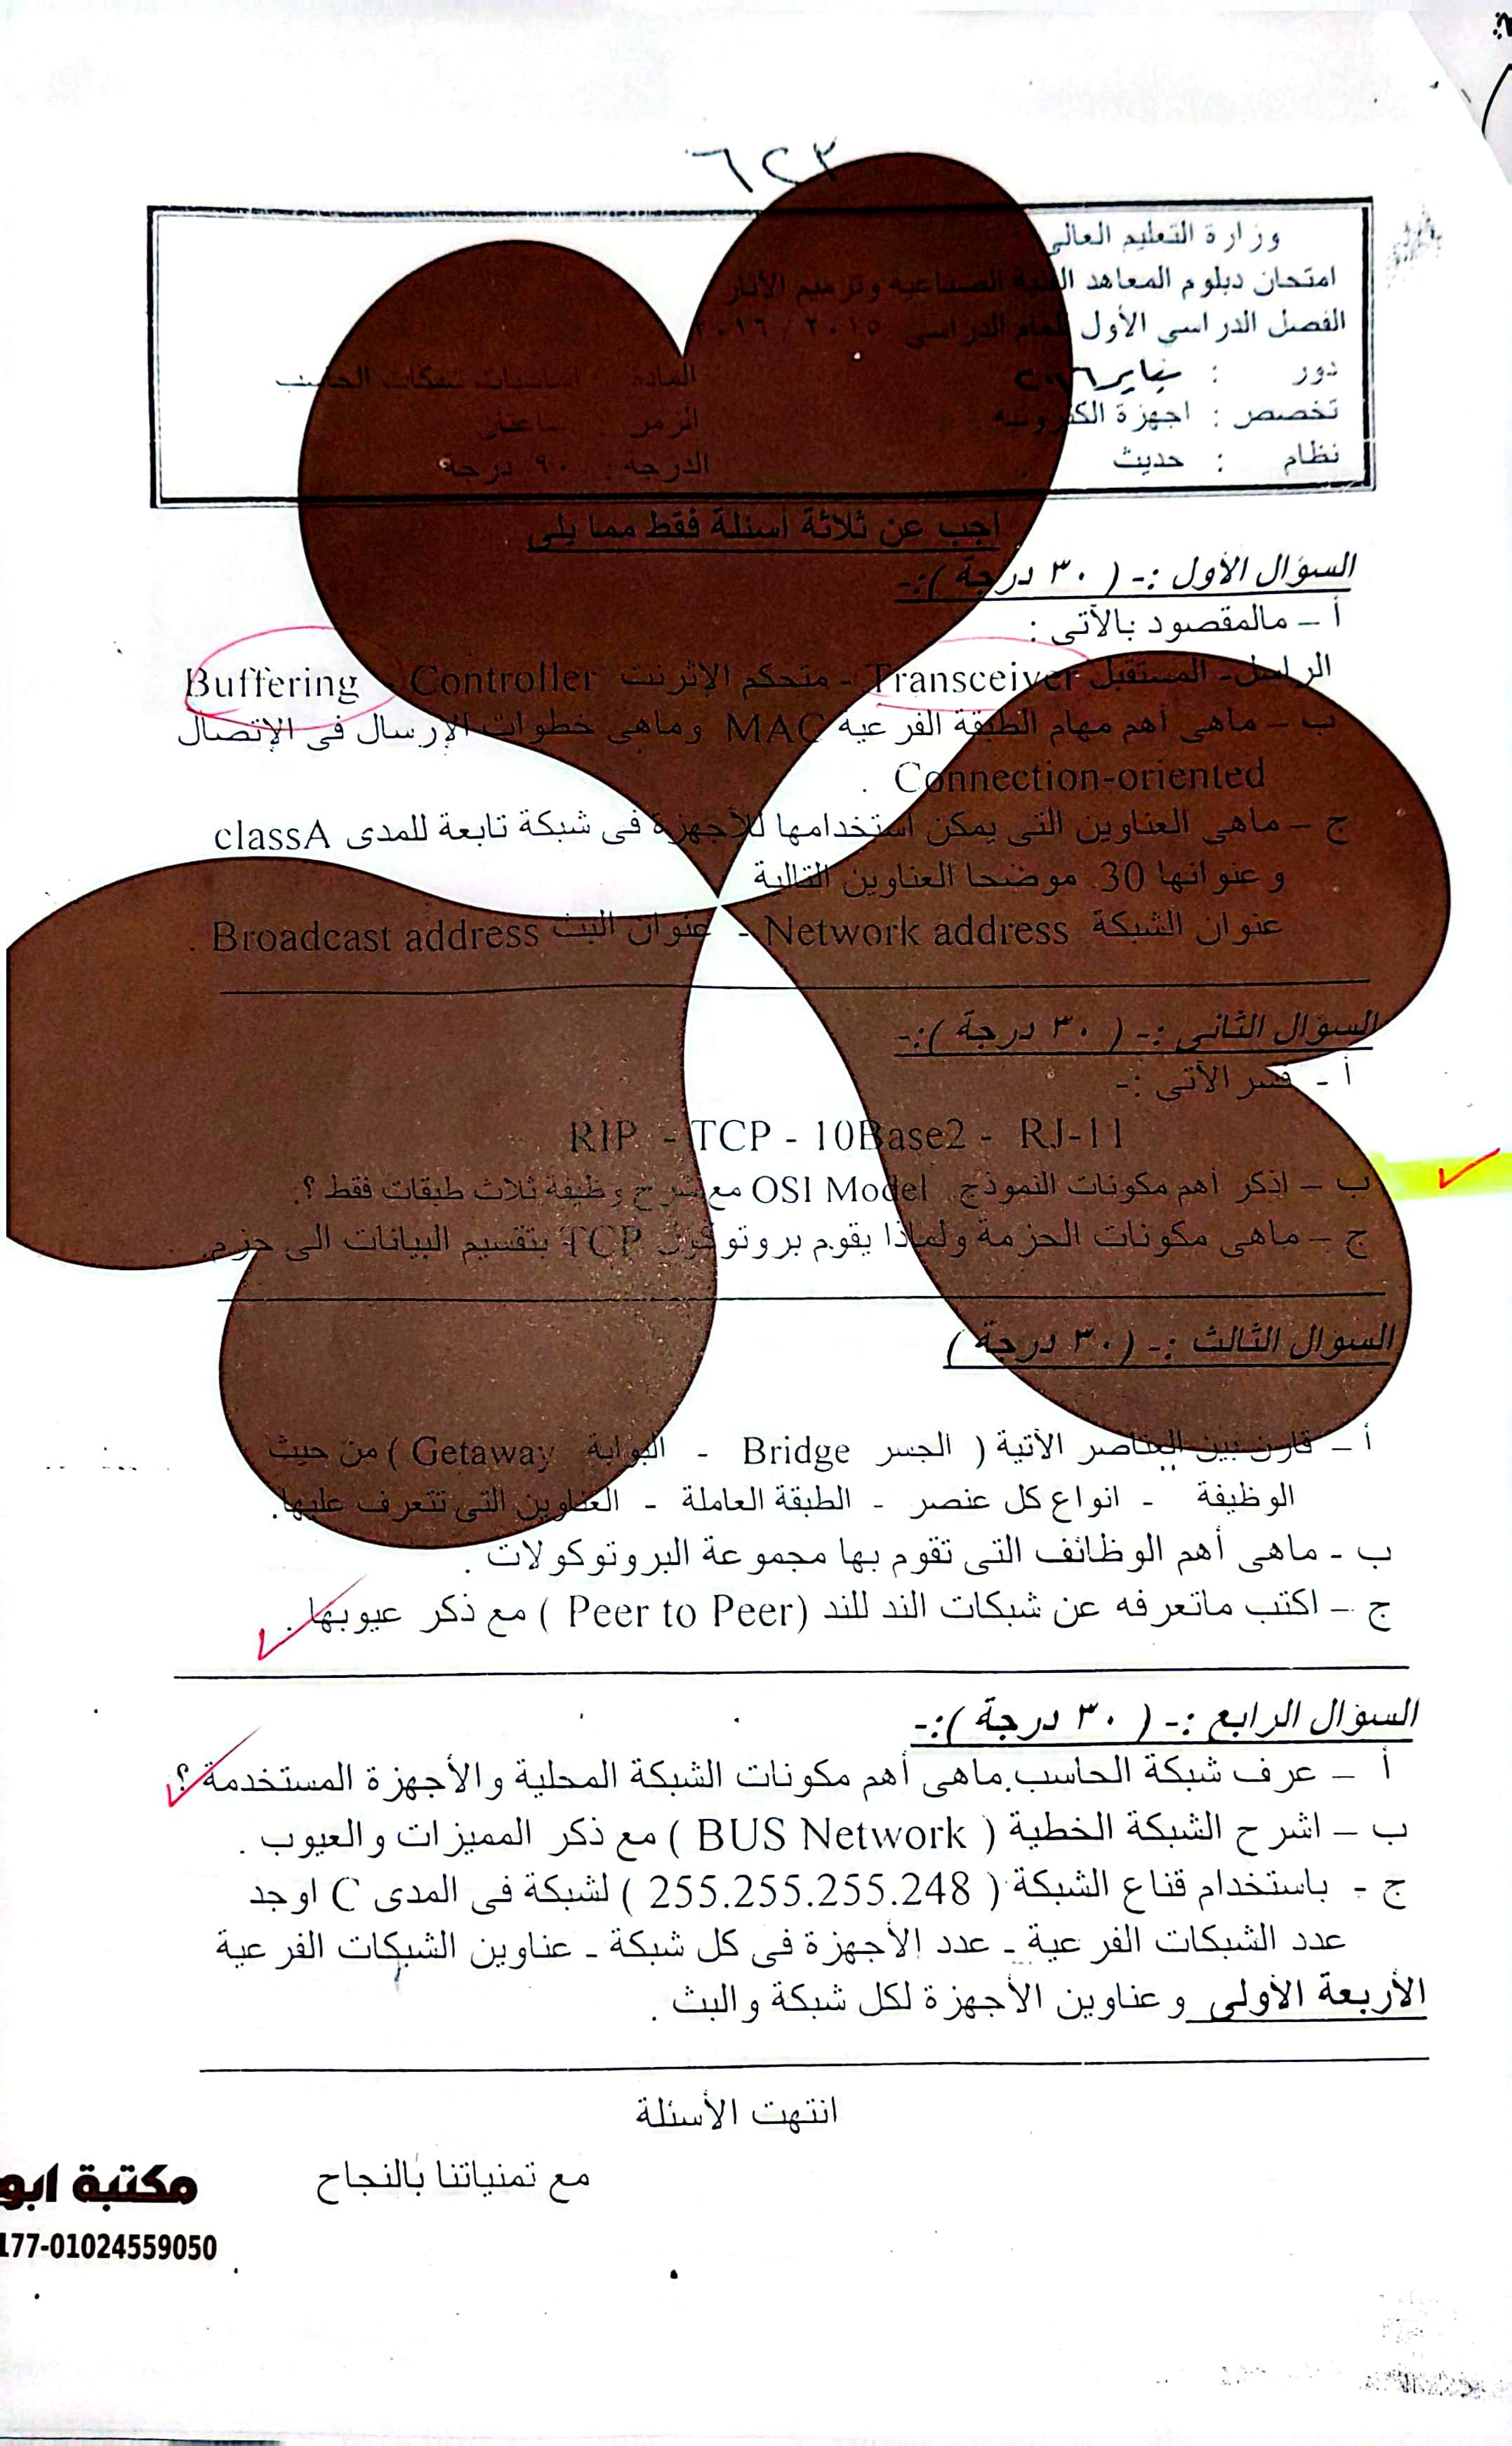 ٦٢٣
وزارة التعليم العالي
امتحان دبلوم المعاهد الفنية الصناعية وترميم الآثار
الفصل الدراسي الأول للعام الدراسي ٢٠١٥ / ٢٠١٦
دور : يناير ٢٠١٦ المادة : أساسيات شبكات الحاسب
تخصص : اجهزة الكترونية الزمن : ساعتان
نظام : حديث الدرجة : ٩٠ درجة
أجب عن ثلاثة أسئلة فقط مما يلى
السؤال الأول :- ( ٣٠ درجة ):-
أ – مالمقصود بالآتى :
الراسل- المستقبل Transceiver - متحكم الإثرنت Controller - Buffering
ب – ماهى أهم مهام الطبقة الفرعية MAC وماهى خطوات الإرسال فى الإتصال
Connection-oriented .
ج – ماهى العناوين التى يمكن استخدامها للأجهزة فى شبكة تابعة للمدى classA
وعنوانها 30. موضحا العناوين التالية
عنوان الشبكة Network address - عنوان البث Broadcast address .
السؤال الثانى :- ( ٣٠ درجة ):-
أ - فسر الأتى :-
RIP - TCP - 10Base2 - RJ-11
ب – اذكر أهم مكونات النموذج OSI Model مع شرح وظيفة ثلاث طبقات فقط ؟.
ج – ماهى مكونات الحزمة ولماذا يقوم بروتوكول TCP بتقسيم البيانات الى حزم.
السؤال الثالث :- (٣٠ درجة )
أ – قارن بين العناصر الأتية ( الجسر Bridge - البوابة Getaway ) من حيث
الوظيفة - انواع كل عنصر - الطبقة العاملة - العناوين التى تتعرف عليها.
ب - ماهى أهم الوظائف التى تقوم بها مجموعة البروتوكولات .
ج – اكتب ماتعرفه عن شبكات الند للند (Peer to Peer ) مع ذكر عيوبها .
السؤال الرابع :- ( ٣٠ درجة ):-
أ – عرف شبكة الحاسب.ماهى أهم مكونات الشبكة المحلية والأجهزة المستخدمة ؟
ب – اشرح الشبكة الخطية ( BUS Network ) مع ذكر المميزات والعيوب .
ج - باستخدام قناع الشبكة ( 255.255.255.248 ) لشبكة فى المدى C اوجد
عدد الشبكات الفرعية - عدد الأجهزة فى كل شبكة - عناوين الشبكات الفرعية
الأربعة الأولى وعناوين الأجهزة لكل شبكة والبث .
انتهت الأسئلة
مع تمنياتنا بالنجاح
مكتبة ابو
177-01024559050